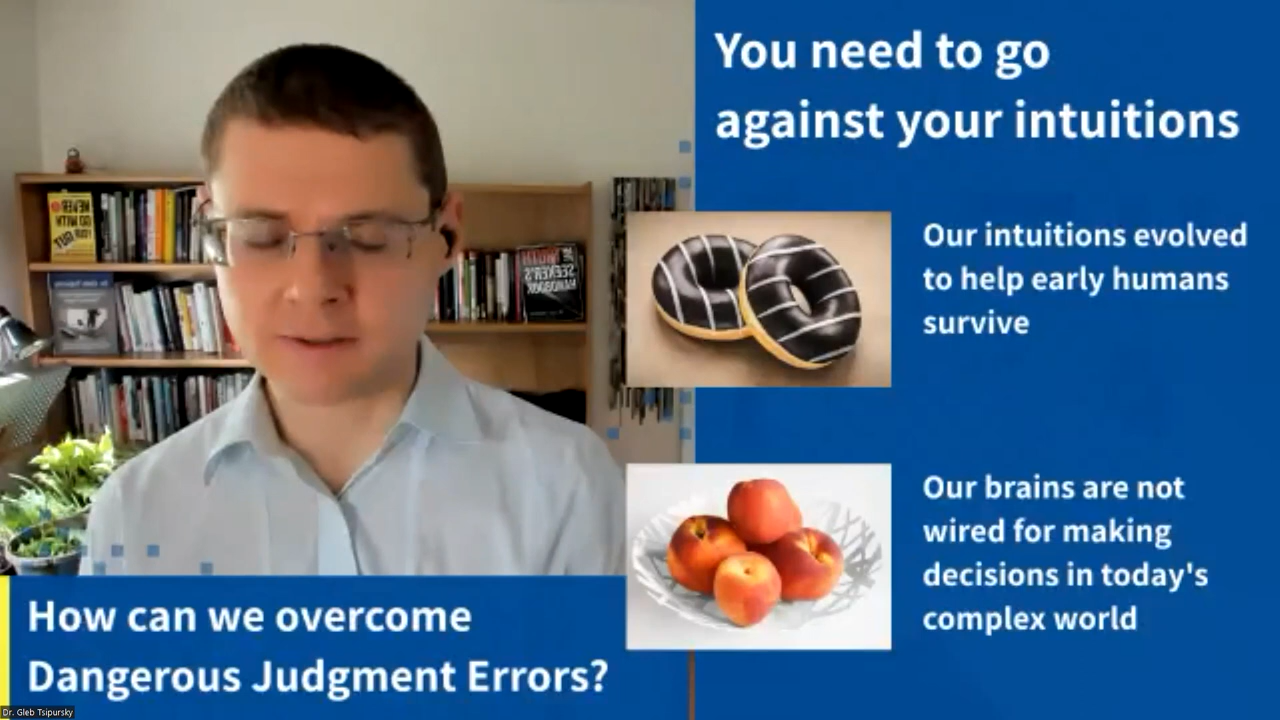 You need to go
against your intuitions
Our intuitions evolved
to help early humans
survive
Our brains are not
wired for making
decisions in today's
complex world
How can we overcome
Dangerous Judgment Errors?
Dr. Gleb Tsipursky
NEVER
GO WITH
YOUR GUT
THE
TRUTH
SEEKER'S
HANDBOOK